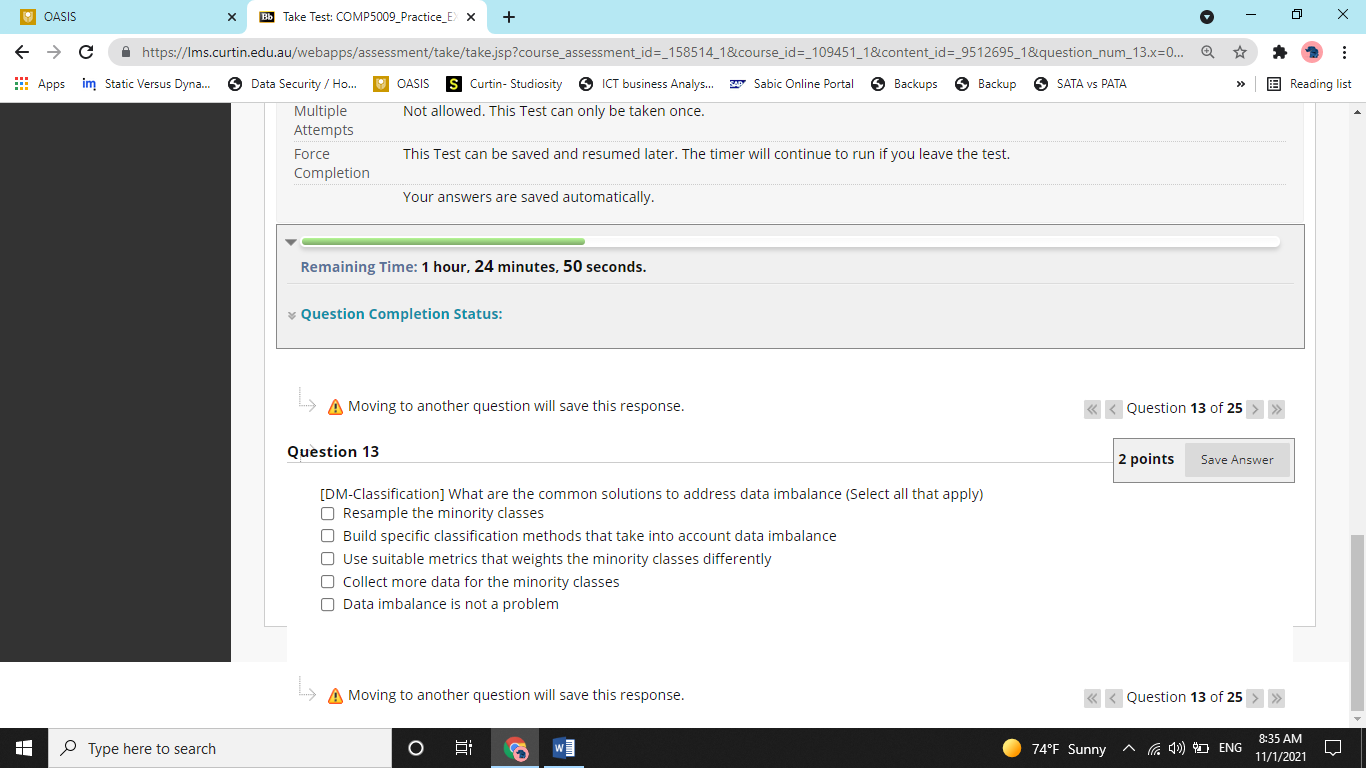 OASIS
Bb Take Test: COMP5009_Practice_E
https://lms.curtin.edu.au/webapps/assessment/take/take.jsp?course_assessment_id=_158514_1&course_id=_109451_1&content_id=_9512695_1&question_num_13.x=0...
Apps im Static Versus Dyna... Data Security / Ho... OASIS S Curtin- Studiosity ICT business Analys... SAP Sabic Online Portal Backups Backup SATA vs PATA » Reading list
Multiple Attempts Not allowed. This Test can only be taken once.
Force Completion This Test can be saved and resumed later. The timer will continue to run if you leave the test.
Your answers are saved automatically.
Remaining Time: 1 hour, 24 minutes, 50 seconds.
Question Completion Status:
Moving to another question will save this response. Question 13 of 25
Question 13
2 points Save Answer
[DM-Classification] What are the common solutions to address data imbalance (Select all that apply)
Resample the minority classes
Build specific classification methods that take into account data imbalance
Use suitable metrics that weights the minority classes differently
Collect more data for the minority classes
Data imbalance is not a problem
Moving to another question will save this response. Question 13 of 25
Type here to search W 74°F Sunny ENG 8:35 AM
11/1/2021